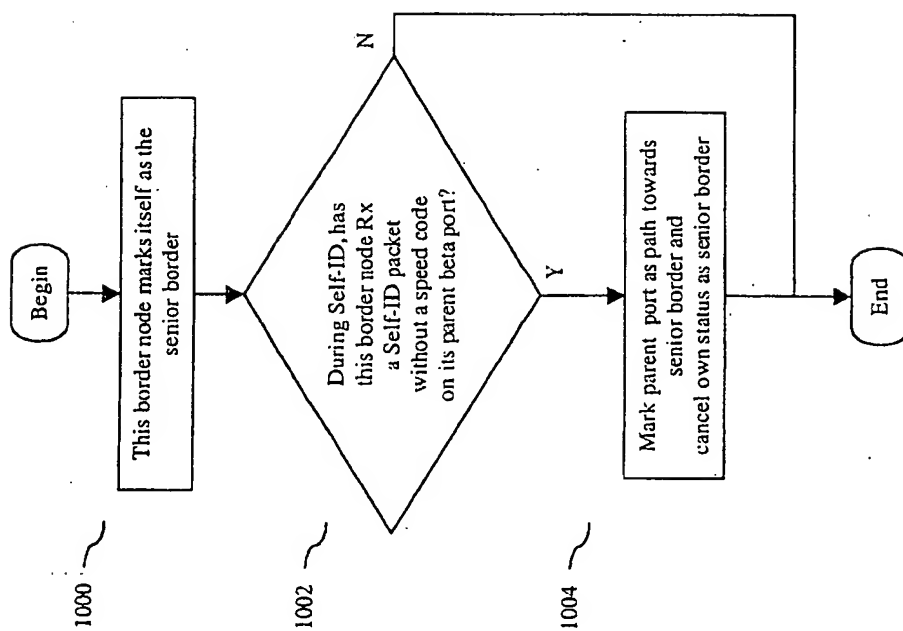 Begin
1000
This border node marks itself as the
senior border
1002
During Self-ID, has
this border node Rx
a Self-ID packet
without a speed code
on its parent beta port?
N
Y
1004
Mark parent port as path towards
senior border and
cancel own status as senior border
End